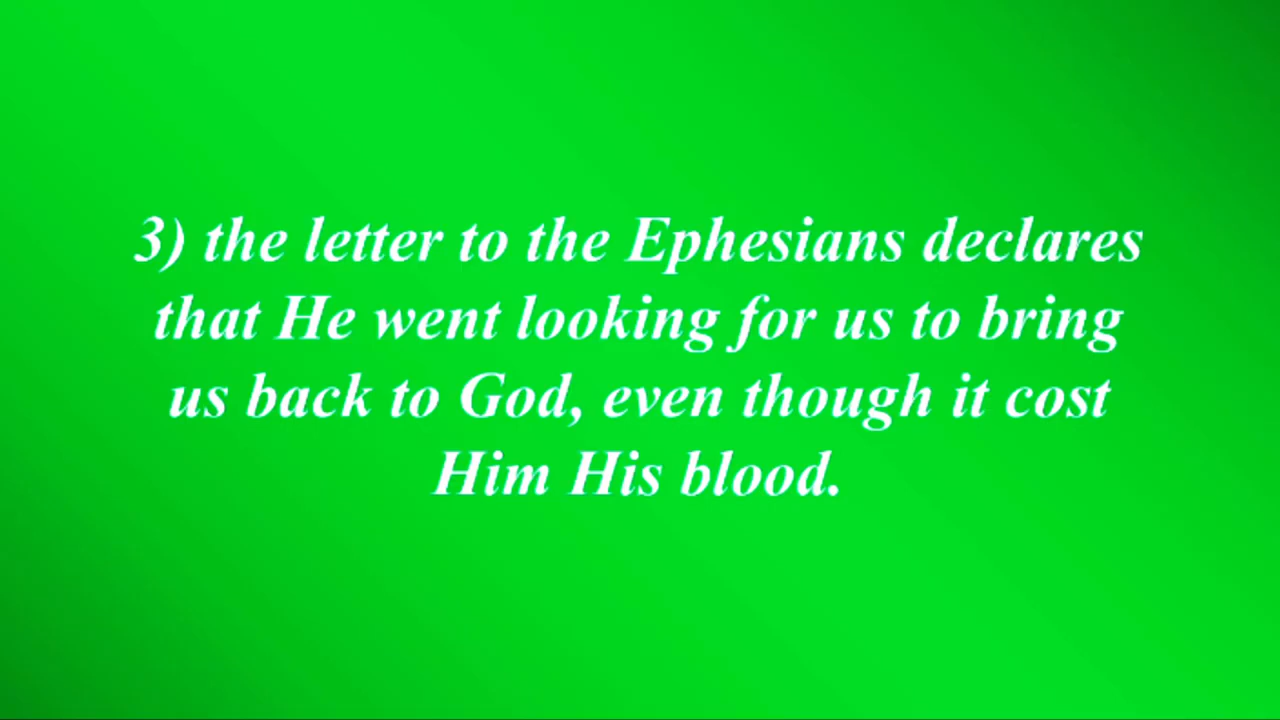 3) the letter to the Ephesians declares
that He went looking for us to bring
us back to God, even though it cost
Him His blood.